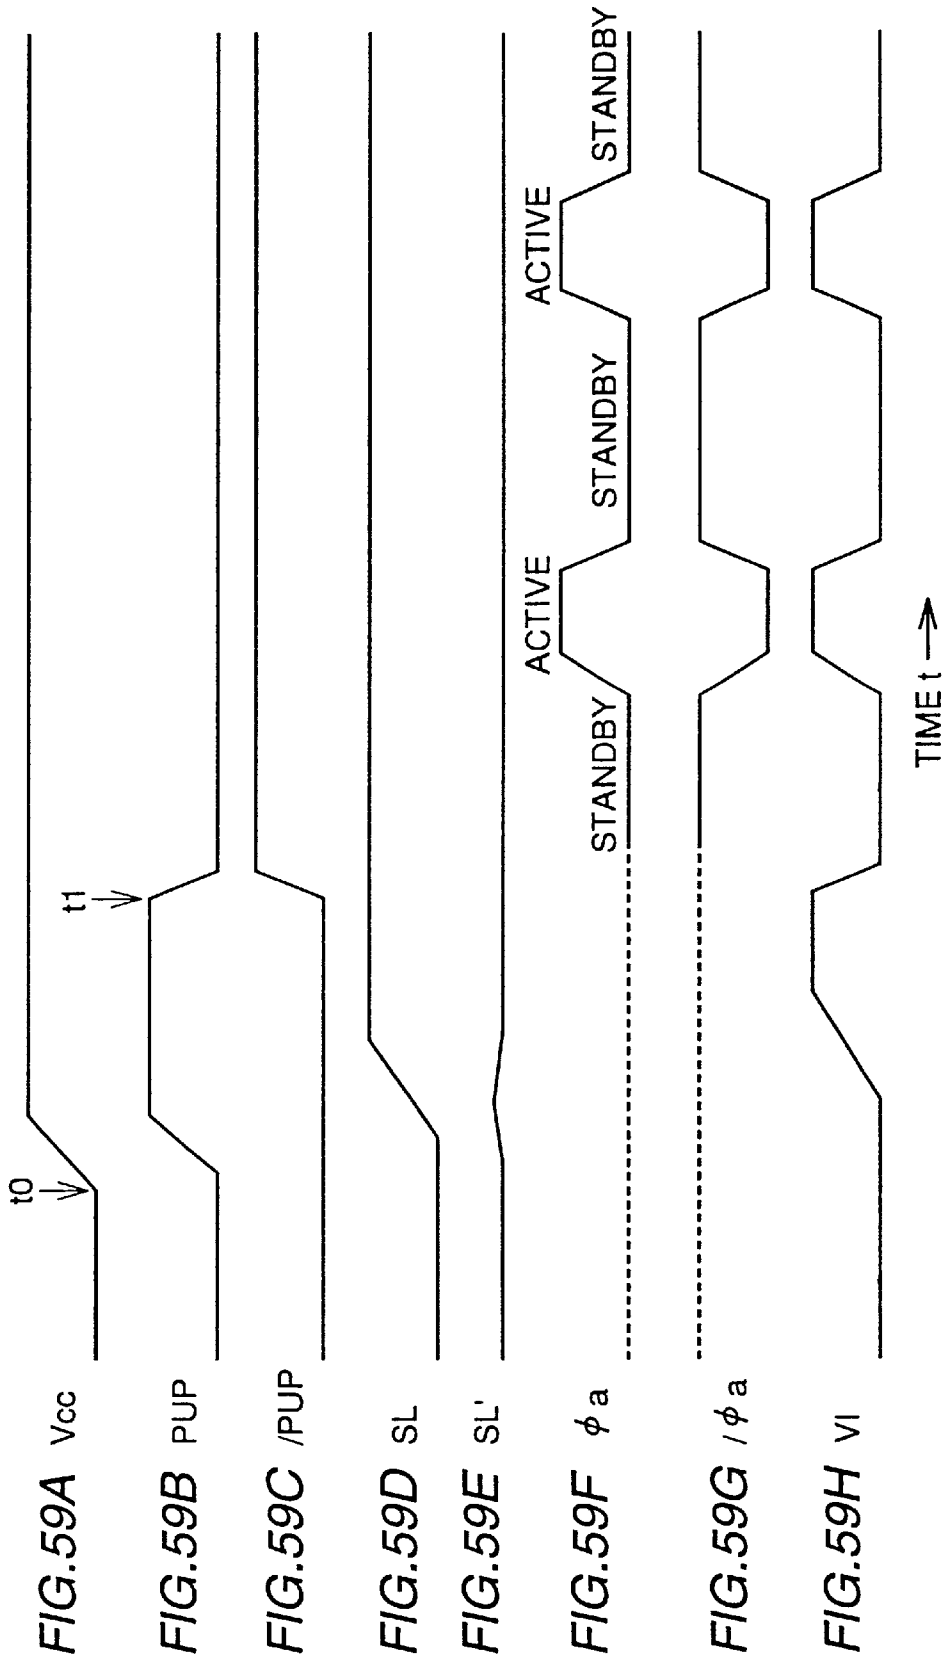 t0
t1
FIG.59A Vcc
FIG.59B PUP
FIG.59C /PUP
FIG.59D SL
FIG.59E SL'
ACTIVE ACTIVE
FIG.59F ϕa STANDBY STANDBY STANDBY
FIG.59G /ϕa
FIG.59H VI
TIME t →